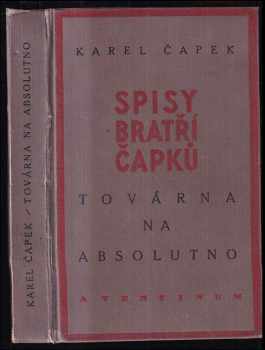 KAREL ČAPEK
SPISY
BRATŘÍ
ČAPKŮ
TOVÁRNA
NA
ABSOLUTNO
AVENTINUM
KAREL ČAPEK – TOVÁRNA NA ABSOLUTNO